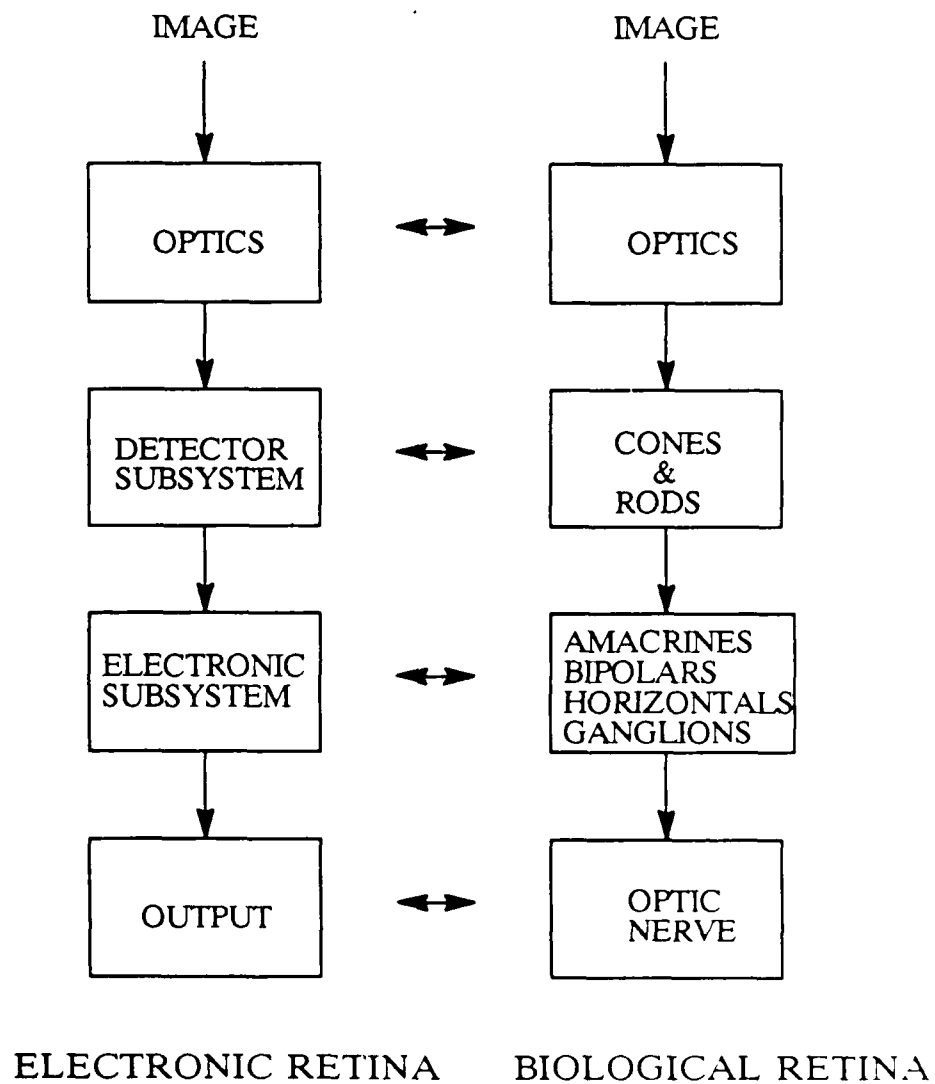 IMAGE
OPTICS
DETECTOR
SUBSYSTEM
ELECTRONIC
SUBSYSTEM
OUTPUT
ELECTRONIC RETINA
IMAGE
OPTICS
CONES
&
RODS
AMACRINES
BIPOLARS
HORIZONTALS
GANGLIONS
OPTIC
NERVE
BIOLOGICAL RETINA